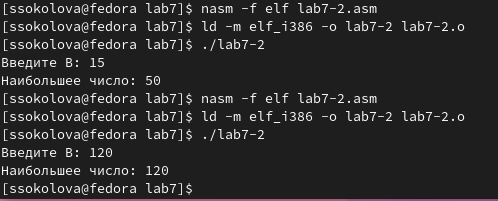 [ssokolova@fedora lab7]$ nasm -f elf lab7-2.asm
[ssokolova@fedora lab7]$ ld -m elf_i386 -o lab7-2 lab7-2.o
[ssokolova@fedora lab7]$ ./lab7-2
Введите В: 15
Наибольшее число: 50
[ssokolova@fedora lab7]$ nasm -f elf lab7-2.asm
[ssokolova@fedora lab7]$ ld -m elf_i386 -o lab7-2 lab7-2.o
[ssokolova@fedora lab7]$ ./lab7-2
Введите В: 120
Наибольшее число: 120
[ssokolova@fedora lab7]$